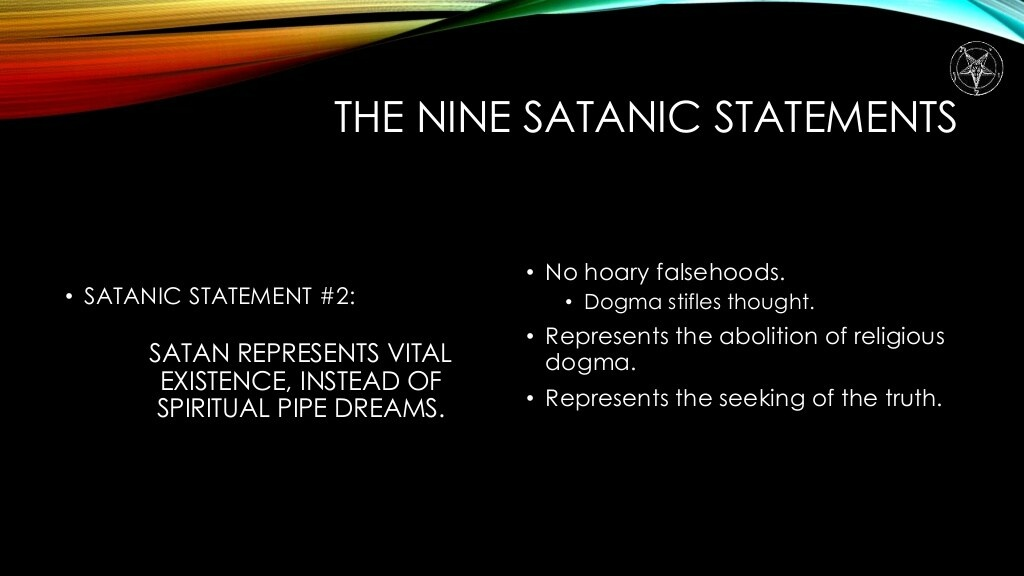 THE NINE SATANIC STATEMENTS
• SATANIC STATEMENT #2:
SATAN REPRESENTS VITAL
EXISTENCE, INSTEAD OF
SPIRITUAL PIPE DREAMS.
• No hoary falsehoods.
• Dogma stifles thought.
• Represents the abolition of religious
dogma.
• Represents the seeking of the truth.